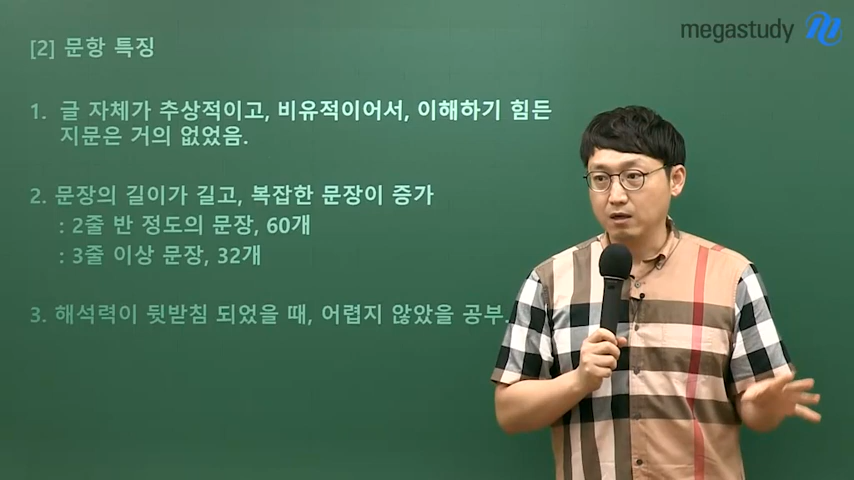 megastudy
[2] 문항 특징
1. 글 자체가 추상적이고, 비유적이어서, 이해하기 힘든
지문은 거의 없었음.
2. 문장의 길이가 길고, 복잡한 문장이 증가
: 2줄 반 정도의 문장, 60개
: 3줄 이상 문장, 32개
3. 해석력이 뒷받침 되었을 때, 어렵지 않았을 공부.